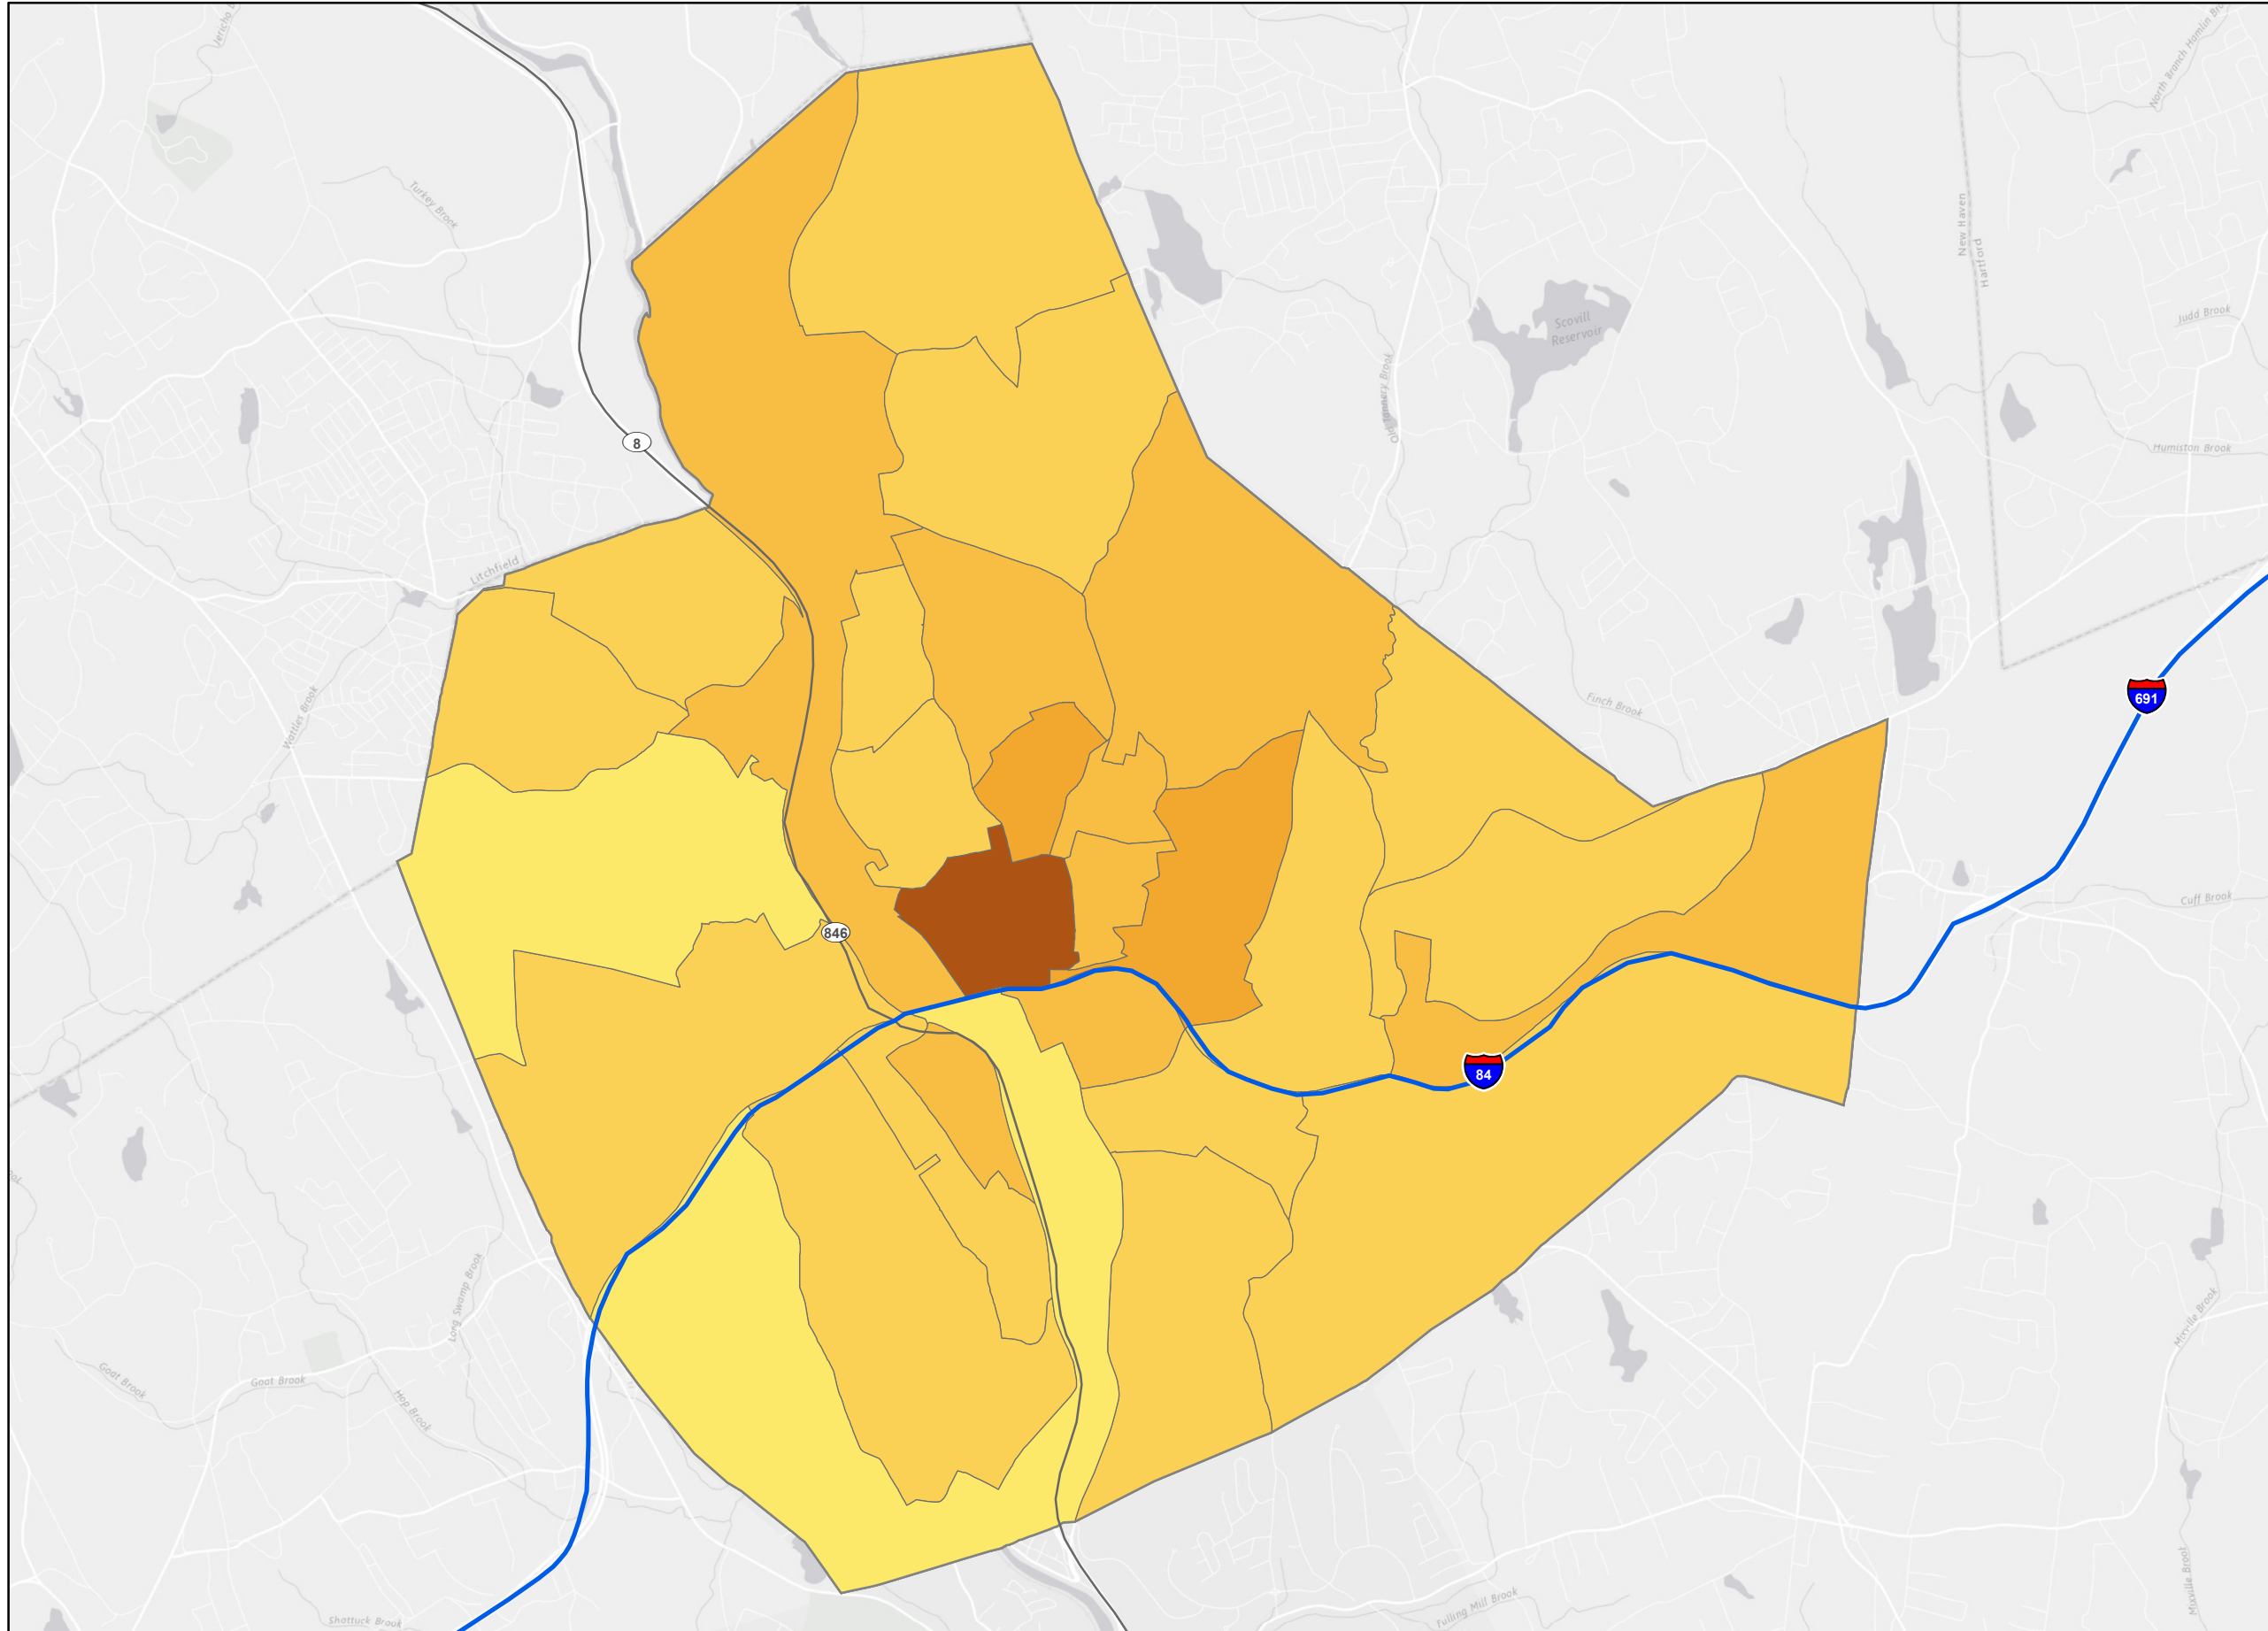 Jericho
North Branch Hamlin Bro
Turkey Brook
New Haven
Hartford
Scovill
Reservoir
Judd Brook
Old Tannery Brook
8
Humiston Brook
Litchfield
Wattles Brook
Finch Brook
691
Cuff Brook
846
84
Long Swamp Brook
Mixville Brook
Goat Brook
Goat Brook
Hop Brook
Shattuck Brook
Fulling Mill Brook
Mixville Brook